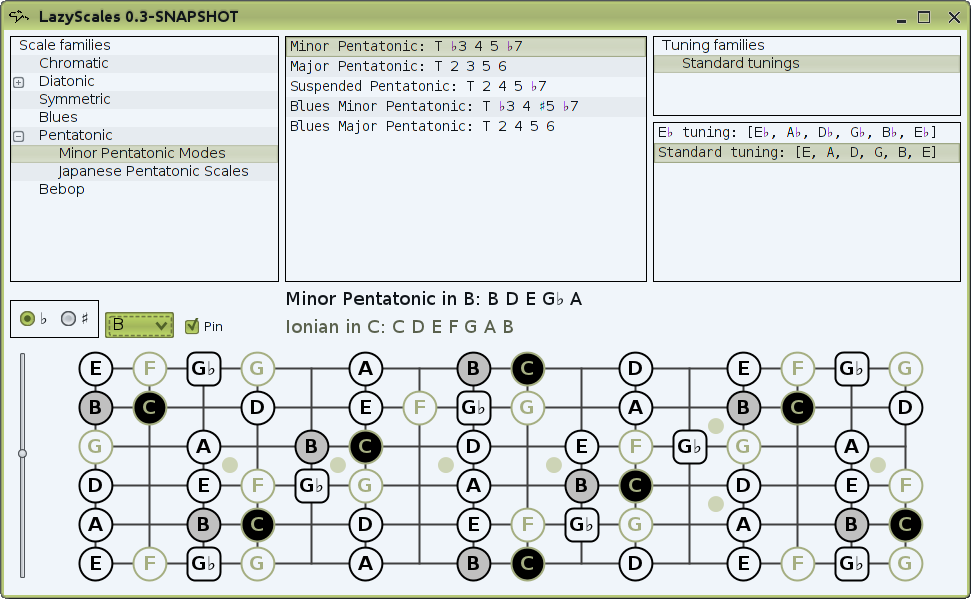 LazyScales 0.3-SNAPSHOT
Scale families
Chromatic
Diatonic
Symmetric
Blues
Pentatonic
Minor Pentatonic Modes
Japanese Pentatonic Scales
Bebop
Minor Pentatonic: T ♭3 4 5 ♭7
Major Pentatonic: T 2 3 5 6
Suspended Pentatonic: T 2 4 5 ♭7
Blues Minor Pentatonic: T ♭3 4 ♯5 ♭7
Blues Major Pentatonic: T 2 4 5 6
Tuning families
Standard tunings
E♭ tuning: [E♭, A♭, D♭, G♭, B♭, E♭]
Standard tuning: [E, A, D, G, B, E]
♭ ♯
B
Pin
Minor Pentatonic in B: B D E G♭ A
Ionian in C: C D E F G A B
E F G♭ G A B C D E F G♭ G
B C D E F G♭ G A B C D
G A B C D E F G♭ G A
D E F G♭ G A B C D E F
A B C D E F G♭ G A B C
E F G♭ G A B C D E F G♭ G